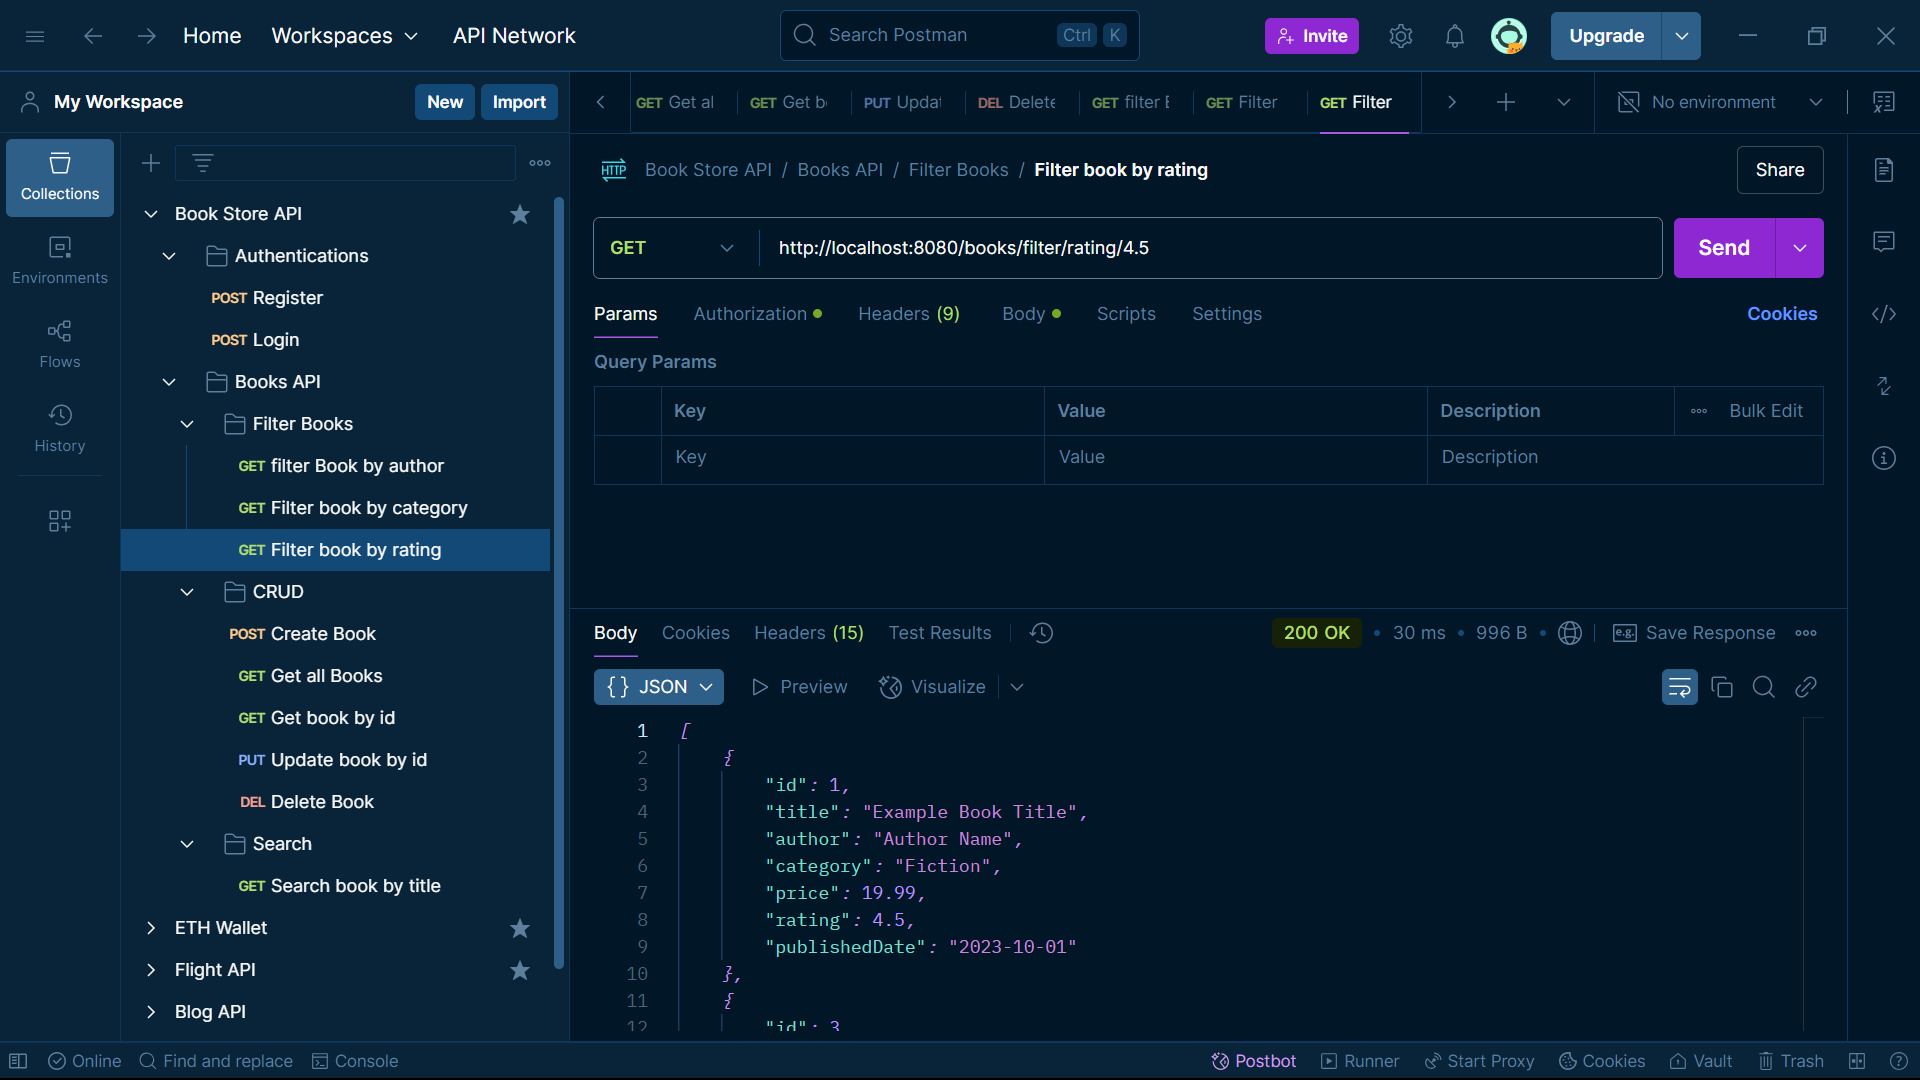 Home Workspaces API Network Search Postman Ctrl K Invite Upgrade
My Workspace New Import
GET Get al GET Get b PUT Updat DEL Delete GET filter GET Filter GET Filter No environment
Collections
Environments
Flows
History
Book Store API
Authentications
POST Register
POST Login
Books API
Filter Books
GET filter Book by author
GET Filter book by category
GET Filter book by rating
CRUD
POST Create Book
GET Get all Books
GET Get book by id
PUT Update book by id
DEL Delete Book
Search
GET Search book by title
ETH Wallet
Flight API
Blog API
HTTP Book Store API / Books API / Filter Books / Filter book by rating Share
GET http://localhost:8080/books/filter/rating/4.5 Send
Params Authorization Headers (9) Body Scripts Settings Cookies
Query Params
Key Value Description Bulk Edit
Key Value Description
Body Cookies Headers (15) Test Results 200 OK • 30 ms • 996 B • e.g. Save Response
{} JSON Preview Visualize
1 [
2 {
3 "id": 1,
4 "title": "Example Book Title",
5 "author": "Author Name",
6 "category": "Fiction",
7 "price": 19.99,
8 "rating": 4.5,
9 "publishedDate": "2023-10-01"
10 },
11 {
12 "id": 3
Online Find and replace Console Postbot Runner Start Proxy Cookies Vault Trash